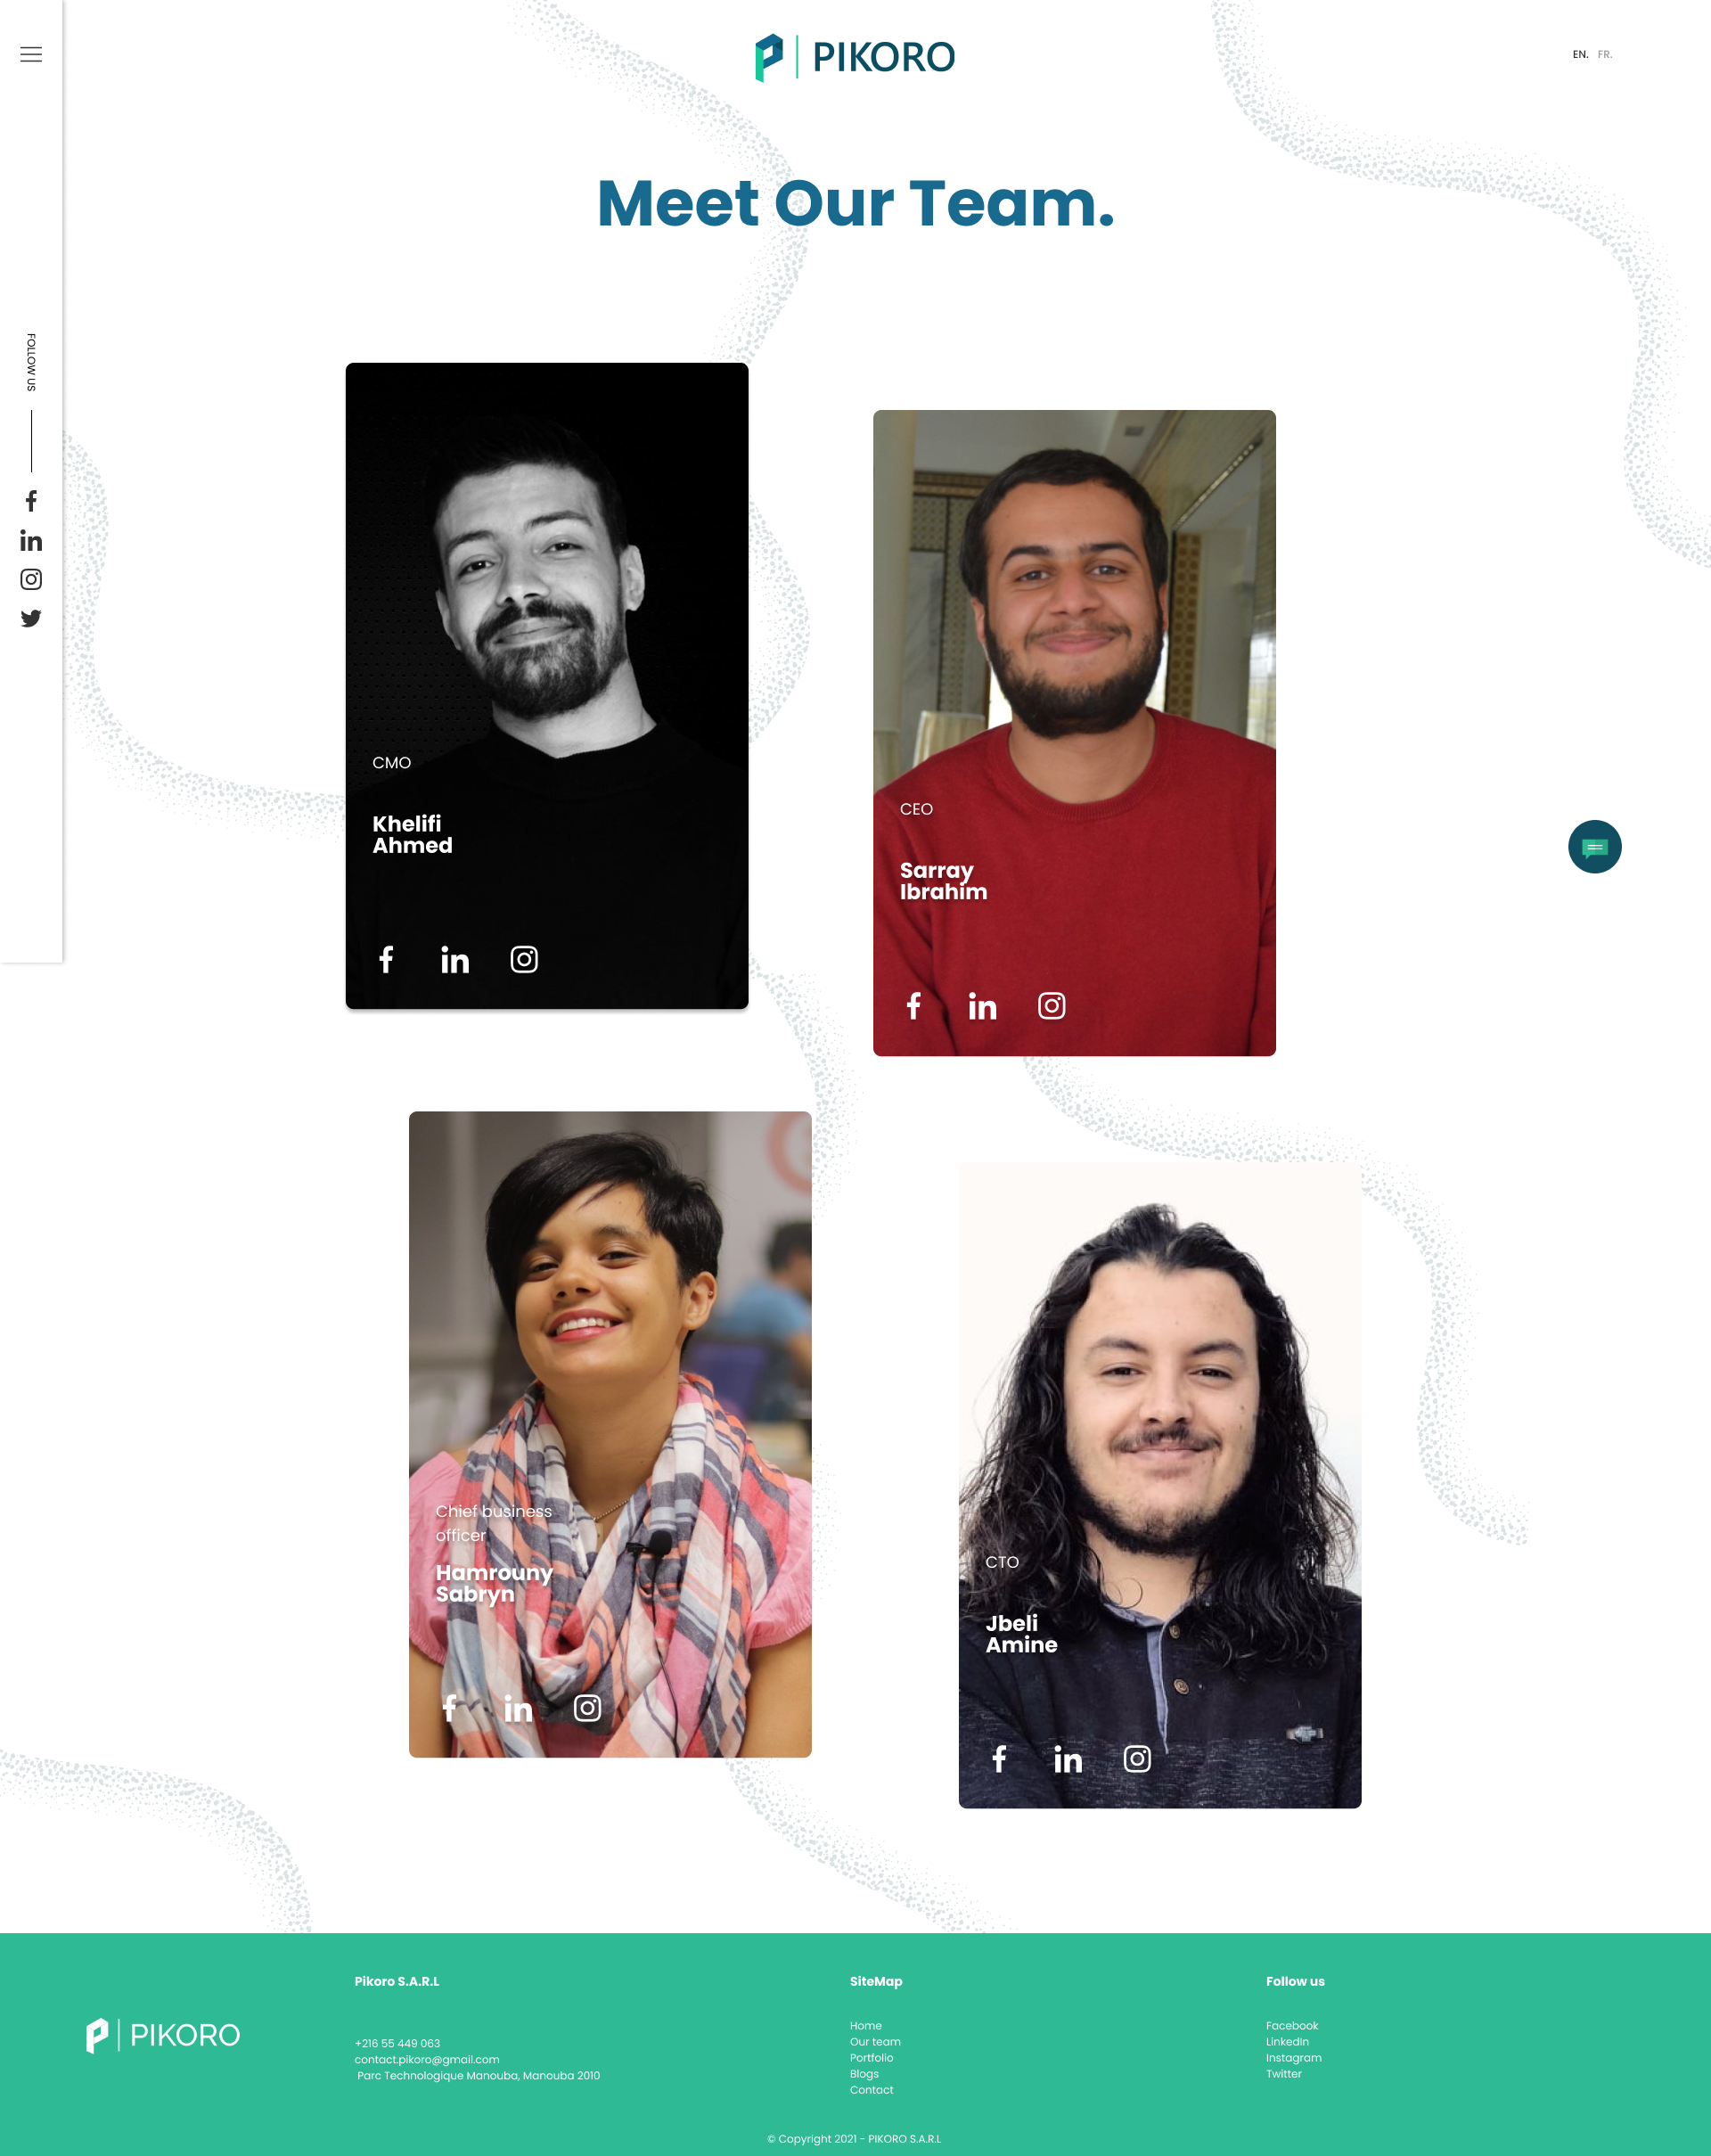 PIKORO
EN. FR.
Meet Our Team.
FOLLOW US
CMO
Khelifi
Ahmed
CEO
Sarray
Ibrahim
Chief business
officer
Hamrouny
Sabryn
CTO
Jbeli
Amine
PIKORO
Pikoro S.A.R.L
+216 55 449 063
contact.pikoro@gmail.com
Parc Technologique Manouba, Manouba 2010
SiteMap
Home
Our team
Portfolio
Blogs
Contact
Follow us
Facebook
LinkedIn
Instagram
Twitter
© Copyright 2021 - PIKORO S.A.R.L